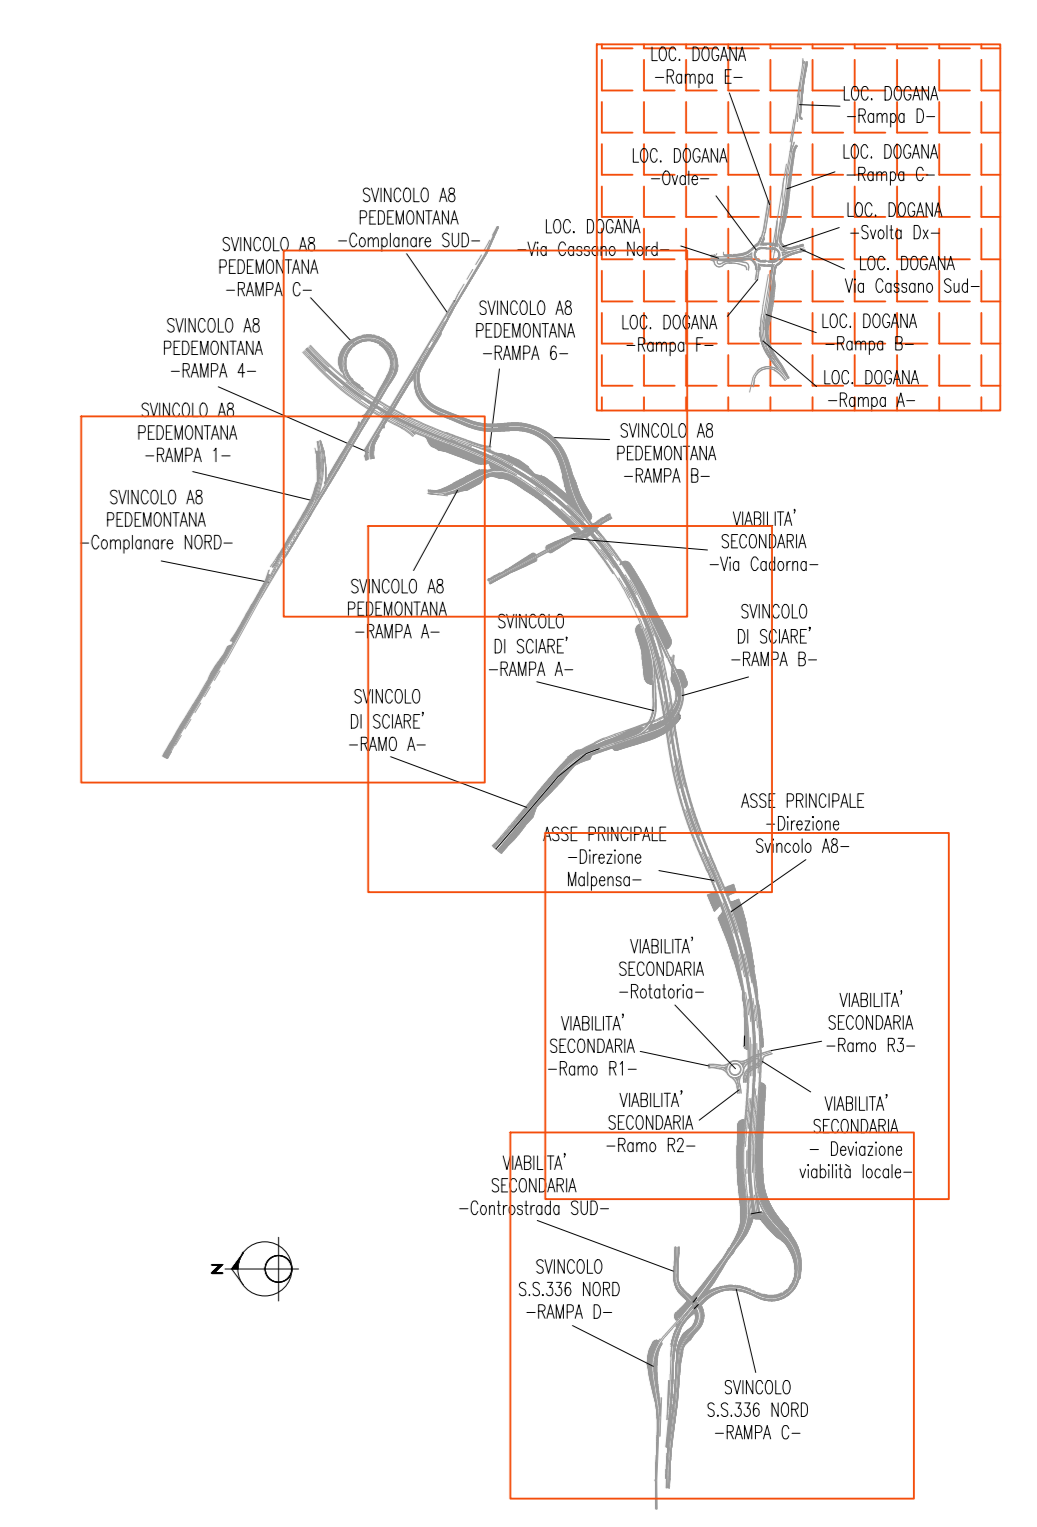 LOC. DOGANA
-Rampa E-
LOC. DOGANA
-Rampa D-
LOC. DOGANA
-Ovale-
LOC. DOGANA
-Rampa C-
LOC. DOGANA
-Svolta Dx-
LOC. DOGANA
-Via Cassano Nord-
LOC. DOGANA
Via Cassano Sud-
LOC. DOGANA
-Rampa F-
LOC. DOGANA
-Rampa B-
LOC. DOGANA
-Rampa A-
SVINCOLO A8
PEDEMONTANA
-Complanare SUD-
SVINCOLO A8
PEDEMONTANA
-RAMPA C-
SVINCOLO A8
PEDEMONTANA
-RAMPA 6-
SVINCOLO A8
PEDEMONTANA
-RAMPA 4-
SVINCOLO A8
PEDEMONTANA
-RAMPA 1-
SVINCOLO A8
PEDEMONTANA
-RAMPA B-
SVINCOLO A8
PEDEMONTANA
-Complanare NORD-
VIABILITA'
SECONDARIA
-Via Cadorna-
SVINCOLO A8
PEDEMONTANA
-RAMPA A-
SVINCOLO
DI SCIARE'
-RAMPA A-
SVINCOLO
DI SCIARE'
-RAMPA B-
SVINCOLO
DI SCIARE'
-RAMO A-
ASSE PRINCIPALE
-Direzione
Svincolo A8-
ASSE PRINCIPALE
-Direzione
Malpensa-
VIABILITA'
SECONDARIA
-Rotatoria-
VIABILITA'
SECONDARIA
-Ramo R3-
VIABILITA'
SECONDARIA
-Ramo R1-
VIABILITA'
SECONDARIA
-Ramo R2-
VIABILITA'
SECONDARIA
- Deviazione
viabilità locale-
VIABILITA'
SECONDARIA
-Controstrada SUD-
N
SVINCOLO
S.S.336 NORD
-RAMPA D-
SVINCOLO
S.S.336 NORD
-RAMPA C-